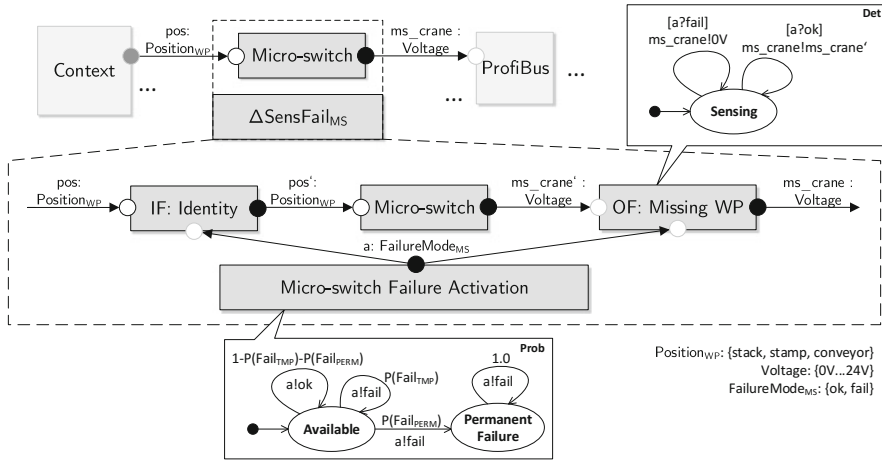 Det
pos:
PositionWP
ms_crane :
Voltage
[a?fail]
ms_crane!0V
[a?ok]
ms_crane!ms_crane‘
Context
Micro-switch
ProfiBus
...
...
...
ΔSensFailMS
Sensing
pos:
PositionWP
IF: Identity
pos‘:
PositionWP
Micro-switch
ms_crane‘ :
Voltage
OF: Missing WP
ms_crane :
Voltage
a: FailureModeMS
Micro-switch Failure Activation
Prob
1-P(FailTMP)-P(FailPERM)
a!ok
P(FailTMP)
a!fail
1.0
a!fail
Available
P(FailPERM)
a!fail
Permanent
Failure
PositionWP: {stack, stamp, conveyor}
Voltage: {0V...24V}
FailureModeMS: {ok, fail}